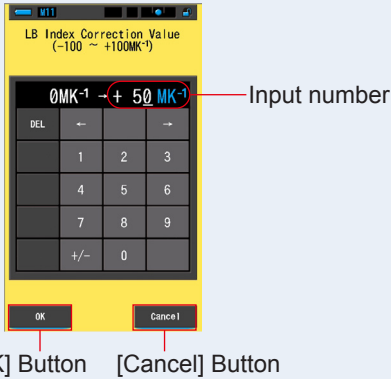 M11
LB Index Correction Value
(-100 ~ +100MK⁻¹)
0MK⁻¹ → + 50 MK⁻¹
Input number
DEL ← →
1 2 3
4 5 6
7 8 9
+/- 0
OK Cancel
] Button [Cancel] Button